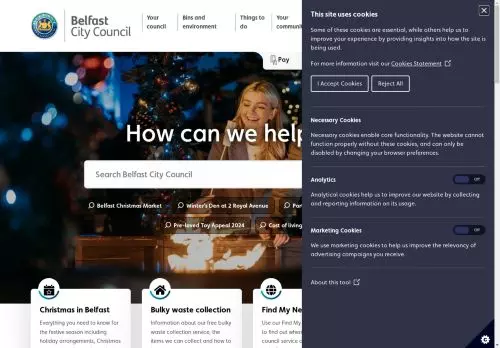 Belfast
City Council
Your
council
Bins and
environment
Things to
do
Your
Pay
How can we hel
Search Belfast City Council
Belfast Christmas Market
Winter's Den at 2 Royal Avenue
Pre-loved Toy Appeal 2024
Cost of living
Christmas in Belfast
Everything you need to know for
the festive season including
holiday arrangements, Christmas
Bulky waste collection
Information about our free bulky
waste collection service, the
items we can collect and how to
Find My Ne
Use our Find My
to find out when
council service
This site uses cookies
Some of these cookies are essential, while others help us to
improve your experience by providing insights into how the site is
being used.
For more information visit our Cookies Statement
I Accept Cookies
Reject All
Necessary Cookies
Necessary cookies enable core functionality. The website cannot
function properly without these cookies, and can only be
disabled by changing your browser preferences.
Analytics
Off
Analytical cookies help us to improve our website by collecting
and reporting information on its usage.
Marketing Cookies
Off
We use marketing cookies to help us improve the relevancy of
advertising campaigns you receive.
About this tool